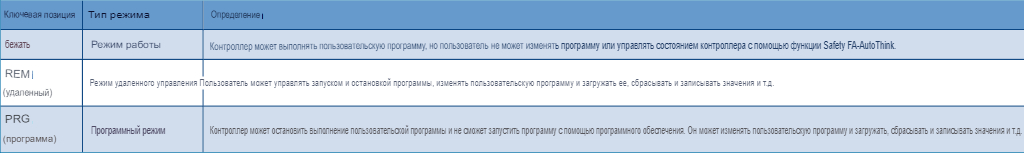 Ключевая позиция Тип режима Определение
бежать Режим работы Контроллер может выполнять пользовательскую программу, но пользователь не может изменять программу или управлять состоянием контроллера с помощью функции Safety FA-AutoThink.
REM
(удаленный) Режим удаленного управления Пользователь может управлять запуском и остановкой программы, изменять пользовательскую программу и загружать ее, сбрасывать и записывать значения и т.д.
PRG
(программа) Программный режим Контроллер может остановить выполнение пользовательской программы и не сможет запустить программу с помощью программного обеспечения. Он может изменять пользовательскую программу и загружать, сбрасывать и записывать значения и т.д.